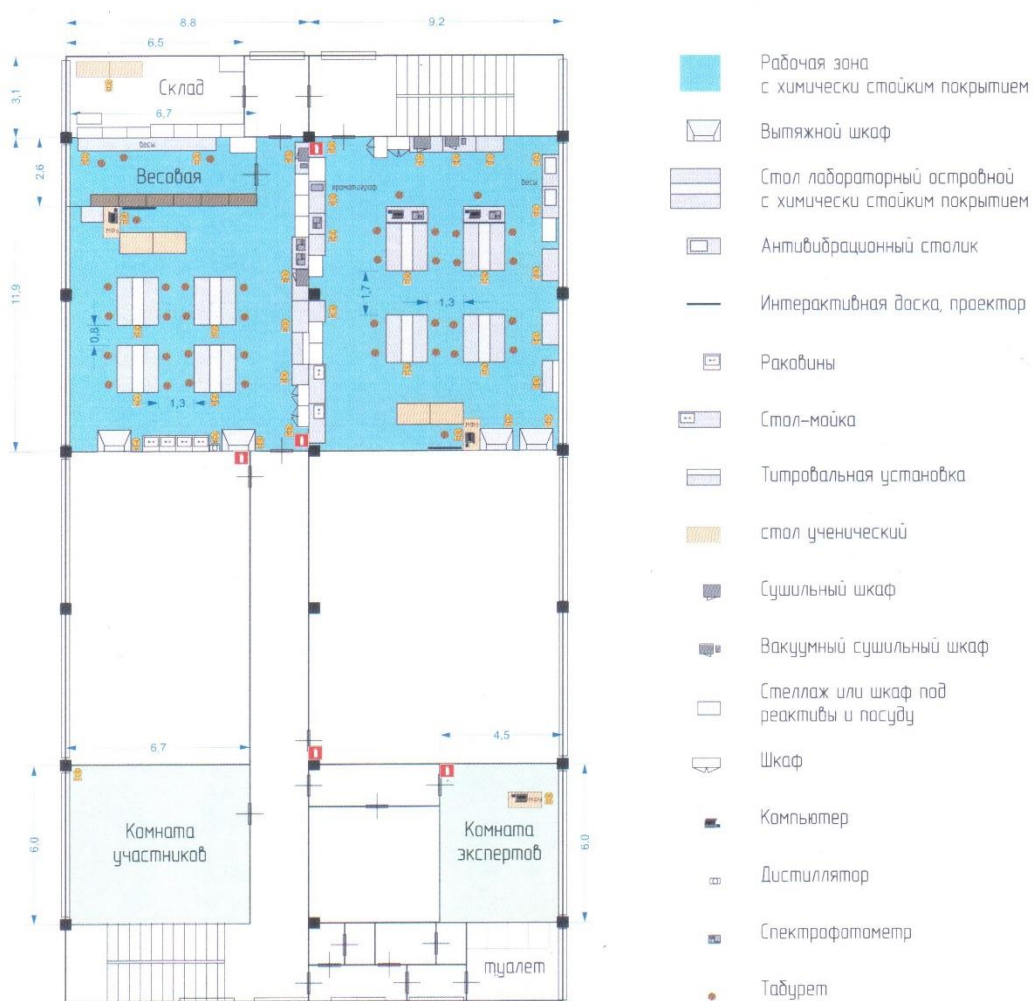 8.8
9.2
6,5
3,1
Склад
6,7
2,6
Весы
Весовая
хроматограф
Весы
МФУ
11,9
1,7
1,3
0,8
1,3
МФУ
6,7
4,5
6,0
Комната
участников
МФУ
Комната
экспертов
6,0
туалет
Рабочая зона
с химически стойким покрытием
Вытяжной шкаф
Стол лабораторный островной
с химически стойким покрытием
Антивибрационный столик
Интерактивная доска, проектор
Раковины
Стол-мойка
Титровальная установка
стол ученический
Сушильный шкаф
Вакуумный сушильный шкаф
Стеллаж или шкаф под
реактивы и посуду
Шкаф
Компьютер
Дистиллятор
Спектрофотометр
Табурет